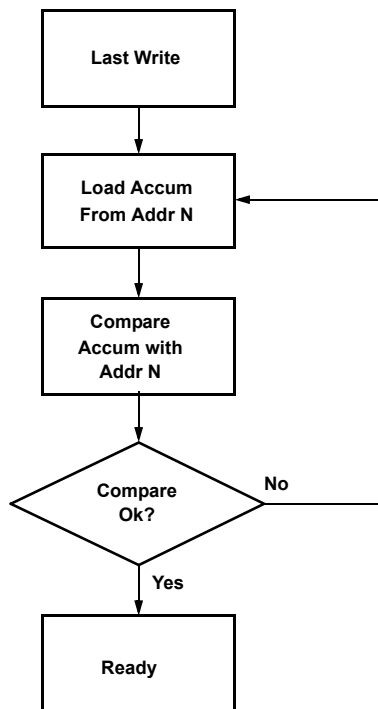 Last Write
Load Accum
From Addr N
Compare
Accum with
Addr N
Compare
Ok?
No
Yes
Ready